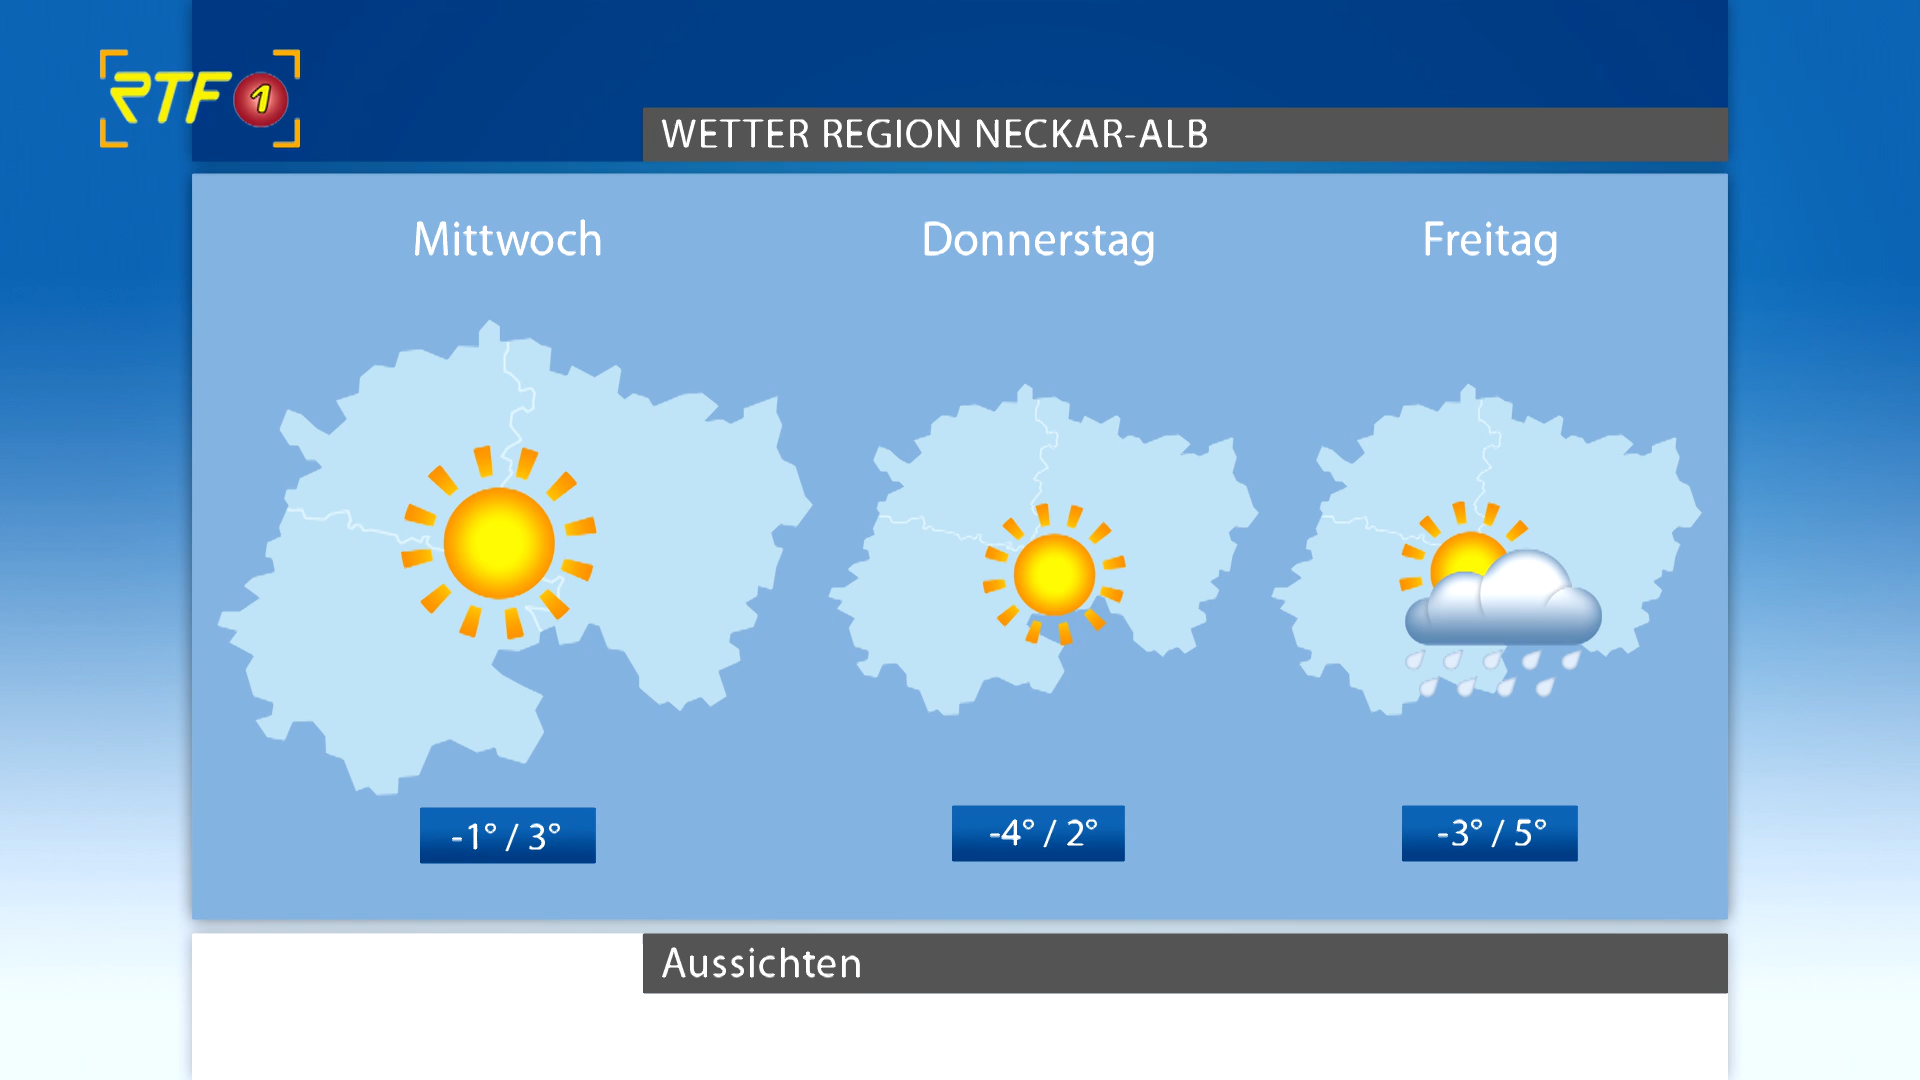 RTF 1
WETTER REGION NECKAR-ALB
Mittwoch
Donnerstag
Freitag
-1° / 3°
-4° / 2°
-3° / 5°
Aussichten